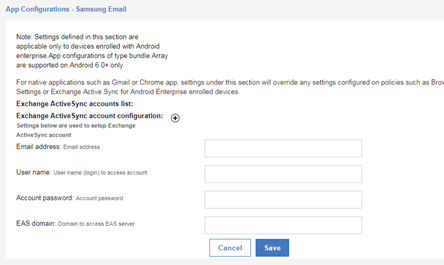 App Configurations - Samsung Email
Note: Settings defined in this section are
applicable only to devices enrolled with Android
enterprise.App configurations of type bundle Array
are supported on Android 6.0+ only
For native applications such as Gmail or Chrome app, settings under this section will override any settings configured on policies such as Brow
Settings or Exchange Active Sync for Android Enterprise enrolled devices.
Exchange ActiveSync accounts list:
Exchange ActiveSync account configuration:
Settings below are used to setup Exchange
ActiveSync account
Email address: Email address
User name: User name (login) to access account
Account password: Account password
EAS domain: Domain to access EAS server
Cancel Save